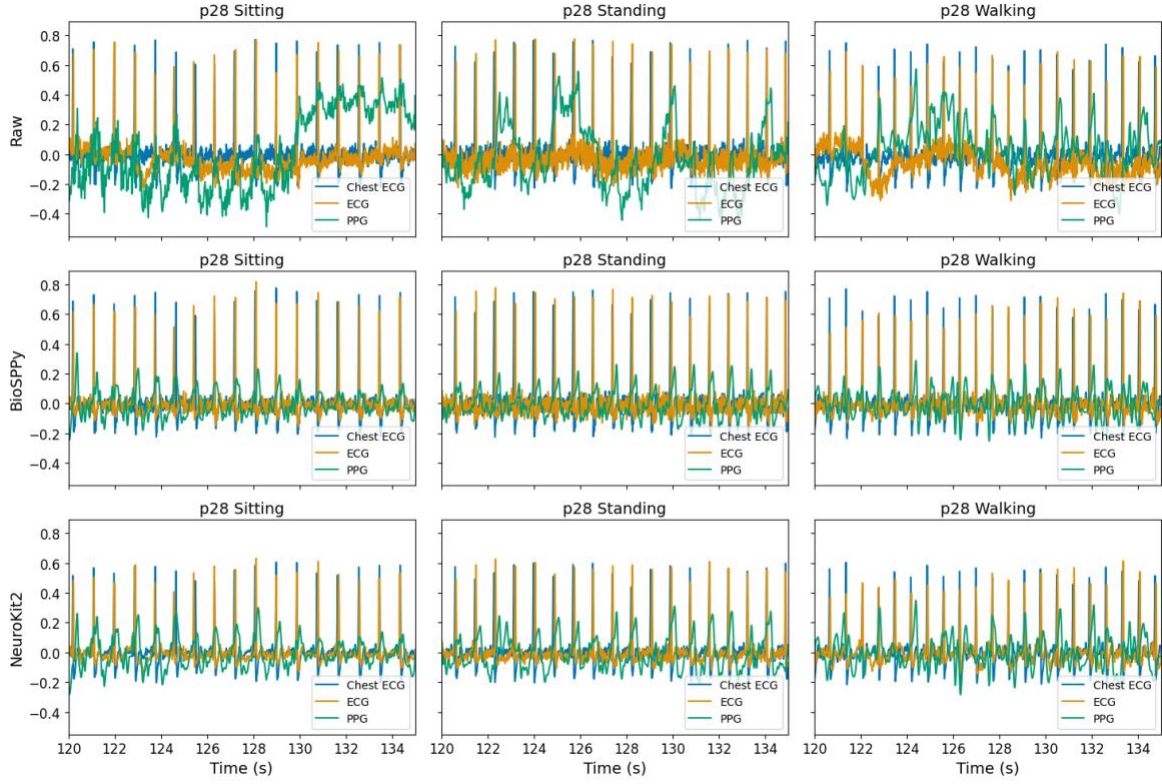 p28 Sitting
p28 Standing
p28 Walking
Raw
0.8
0.6
0.4
0.2
0.0
−0.2
−0.4
Chest ECG
ECG
PPG
Chest ECG
ECG
PPG
Chest ECG
ECG
PPG
p28 Sitting
p28 Standing
p28 Walking
BioSPPy
0.8
0.6
0.4
0.2
0.0
−0.2
−0.4
Chest ECG
ECG
PPG
Chest ECG
ECG
PPG
Chest ECG
ECG
PPG
p28 Sitting
p28 Standing
p28 Walking
NeuroKit2
0.8
0.6
0.4
0.2
0.0
−0.2
−0.4
Chest ECG
ECG
PPG
Chest ECG
ECG
PPG
Chest ECG
ECG
PPG
120 122 124 126 128 130 132 134
120 122 124 126 128 130 132 134
120 122 124 126 128 130 132 134
Time (s)
Time (s)
Time (s)